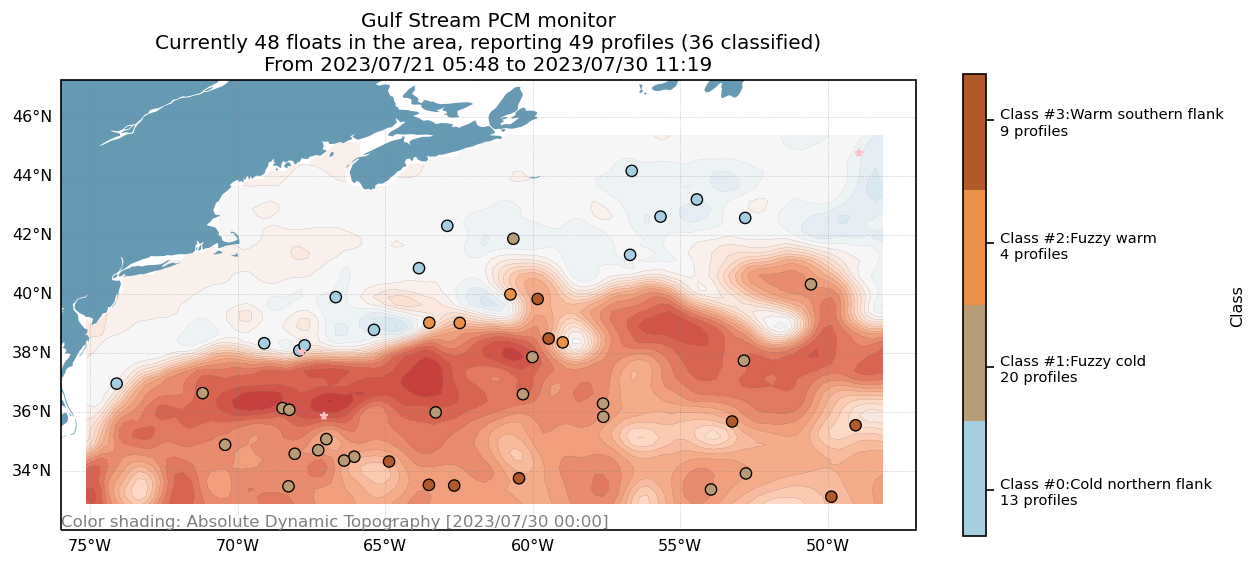 Gulf Stream PCM monitor
Currently 48 floats in the area, reporting 49 profiles (36 classified)
From 2023/07/21 05:48 to 2023/07/30 11:19
46°N
44°N
42°N
40°N
38°N
36°N
34°N
Color shading: Absolute Dynamic Topography [2023/07/30 00:00]
75°W
70°W
65°W
60°W
55°W
50°W
Class #3:Warm southern flank
9 profiles
Class #2:Fuzzy warm
4 profiles
Class #1:Fuzzy cold
20 profiles
Class #0:Cold northern flank
13 profiles
Class